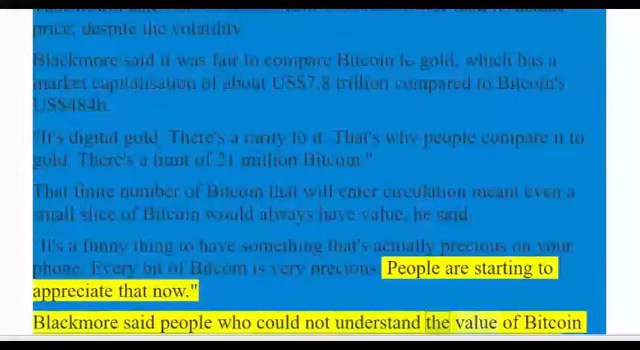 price, despite the volatility
Blackmore said it was fair to compare Bitcoin to gold, which has a
market capitalisation of about US$7.8 trillion compared to Bitcoin's
US$484b.
"It's digital gold. There's a rarity to it. That's why people compare it to
gold. There's a limit of 21 million Bitcoin."
That finite number of Bitcoin that will enter circulation meant even a
small slice of Bitcoin would always have value, he said.
"It's a funny thing to have something that's actually precious on your
phone. Every bit of Bitcoin is very precious. People are starting to
appreciate that now."
Blackmore said people who could not understand the value of Bitcoin